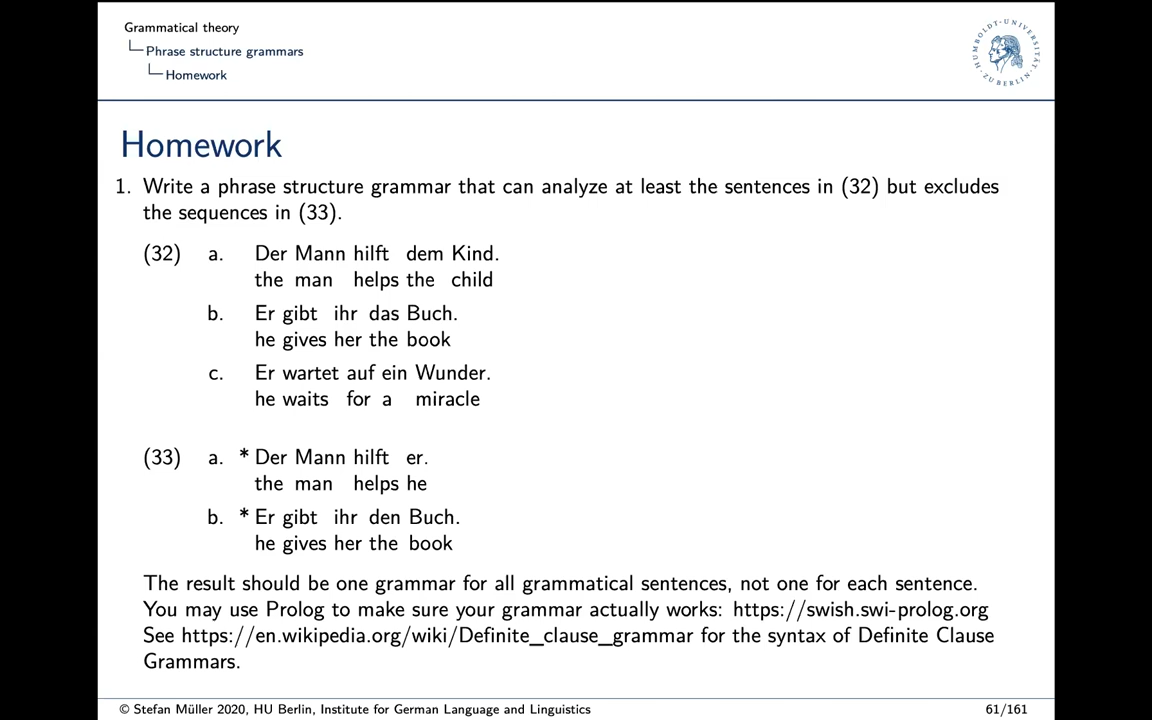 Grammatical theory
Phrase structure grammars
Homework
HUMBOLDT-UNIVERSITÄT
ZU BERLIN
Homework
1. Write a phrase structure grammar that can analyze at least the sentences in (32) but excludes
the sequences in (33).
(32) a. Der Mann hilft dem Kind.
the man helps the child
b. Er gibt ihr das Buch.
he gives her the book
c. Er wartet auf ein Wunder.
he waits for a miracle
(33) a. * Der Mann hilft er.
the man helps he
b. * Er gibt ihr den Buch.
he gives her the book
The result should be one grammar for all grammatical sentences, not one for each sentence.
You may use Prolog to make sure your grammar actually works: https://swish.swi-prolog.org
See https://en.wikipedia.org/wiki/Definite_clause_grammar for the syntax of Definite Clause
Grammars.
© Stefan Müller 2020, HU Berlin, Institute for German Language and Linguistics
61/161